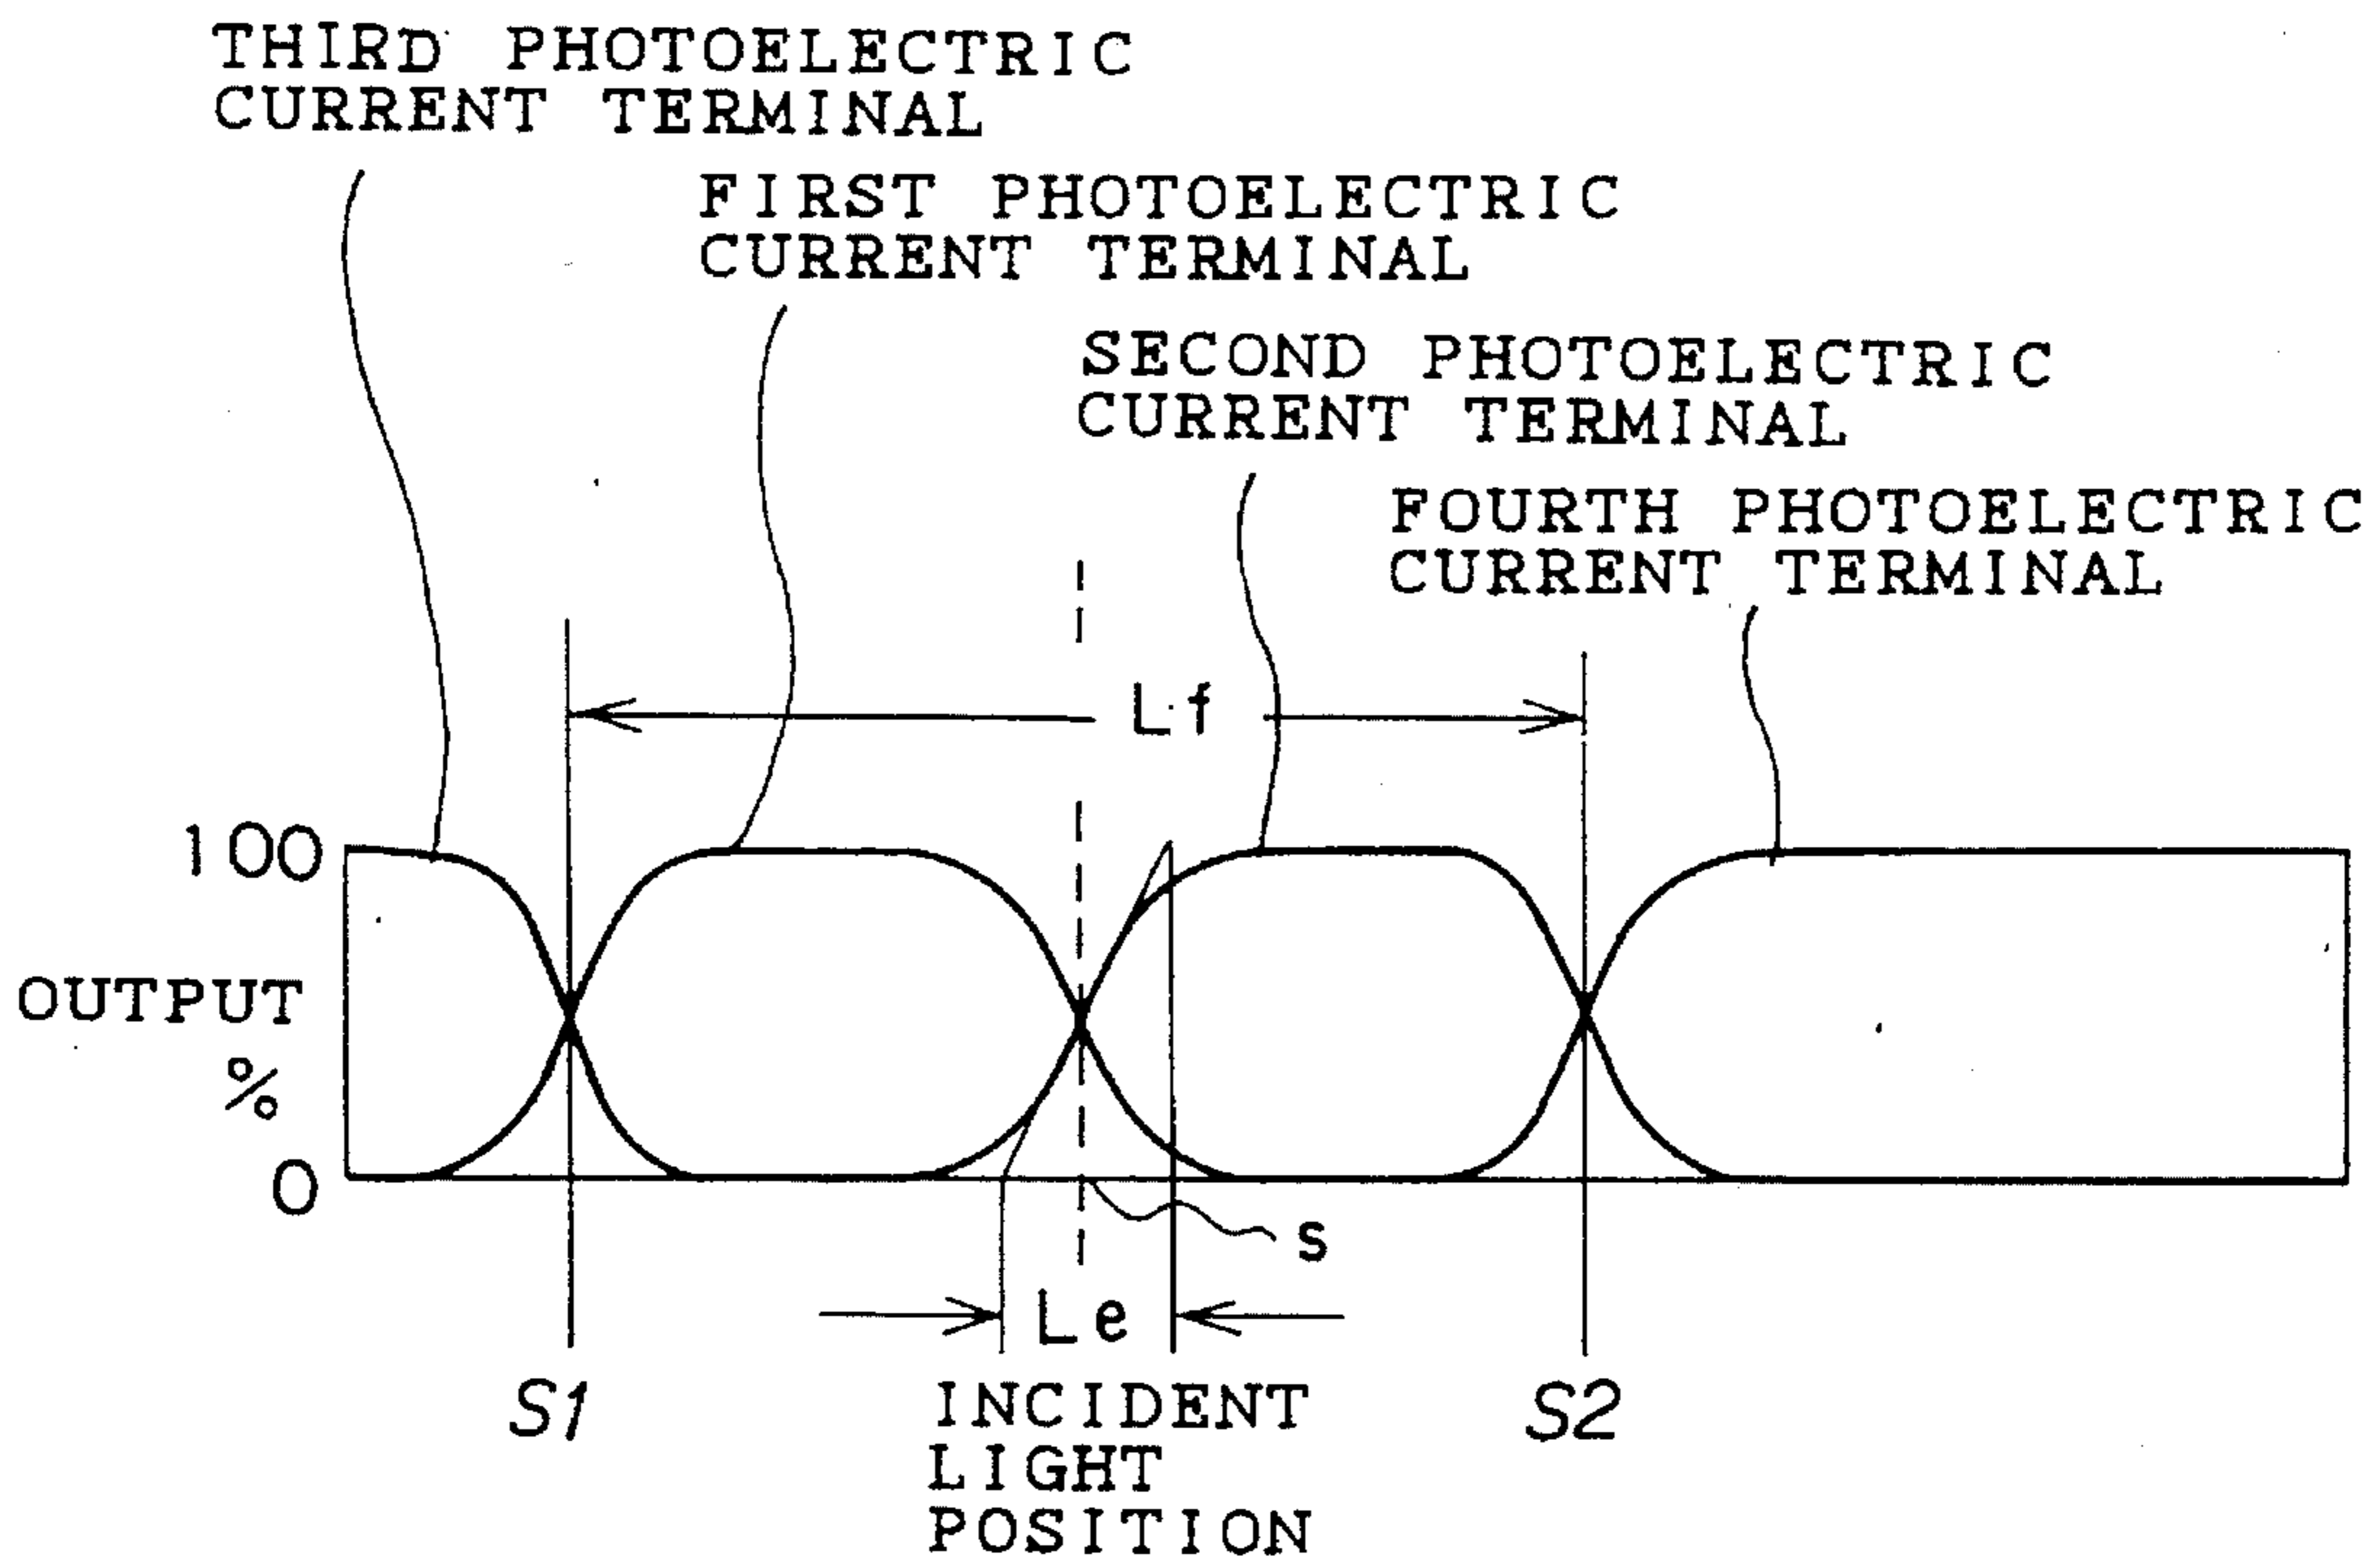 THIRD PHOTOELECTRIC
CURRENT TERMINAL
FIRST PHOTOELECTRIC
CURRENT TERMINAL
SECOND PHOTOELECTRIC
CURRENT TERMINAL
FOURTH PHOTOELECTRIC
CURRENT TERMINAL
Lf
100
OUTPUT
%
0
s
Le
S1
INCIDENT
LIGHT
POSITION
S2